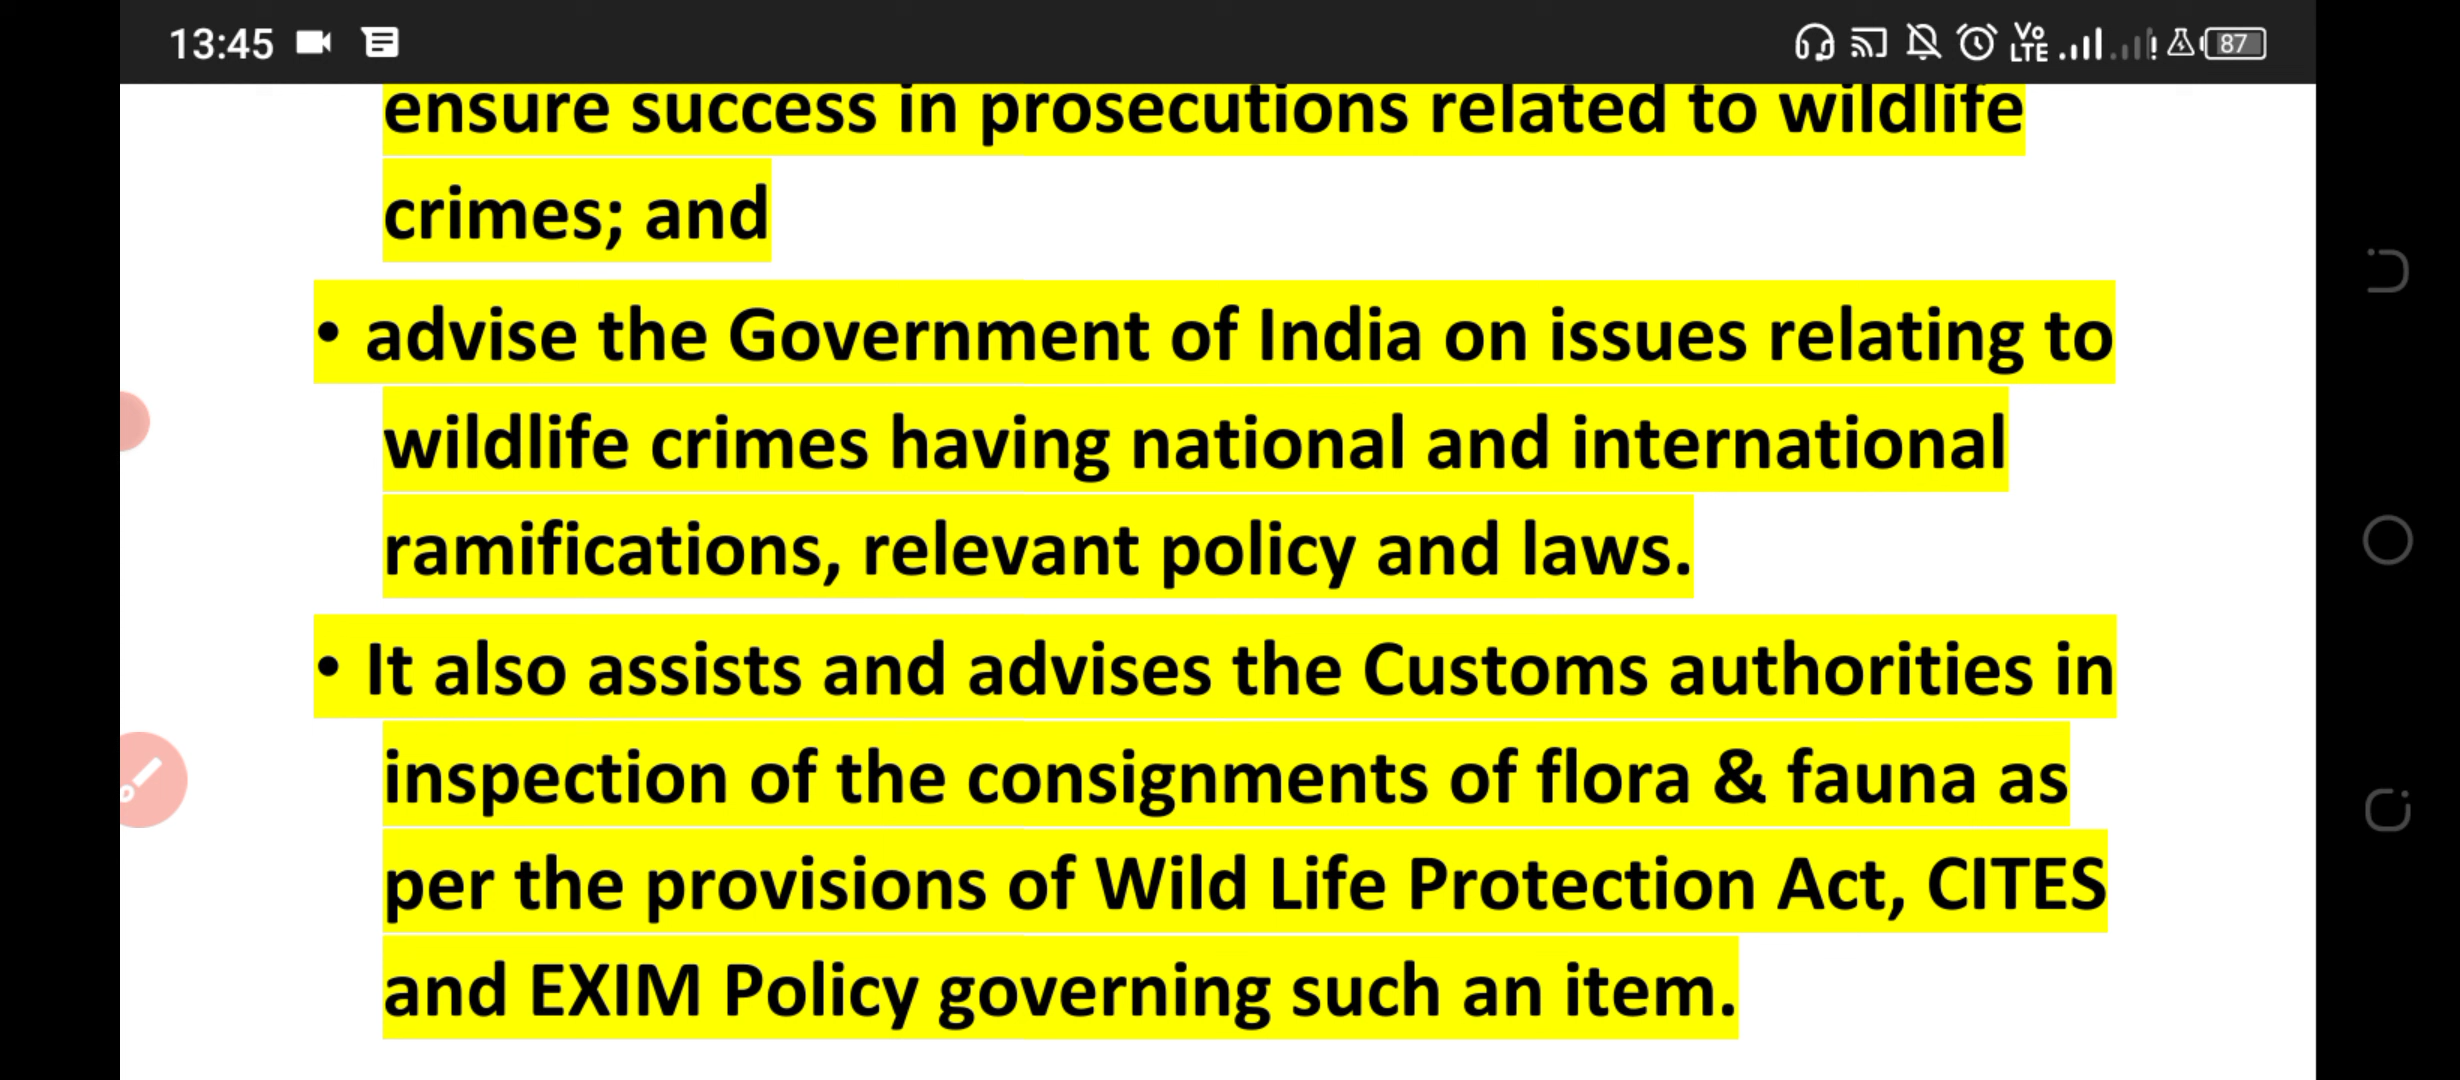 13:45
Vo
LTE
87
ensure success in prosecutions related to wildlife
crimes; and
• advise the Government of India on issues relating to
wildlife crimes having national and international
ramifications, relevant policy and laws.
• It also assists and advises the Customs authorities in
inspection of the consignments of flora & fauna as
per the provisions of Wild Life Protection Act, CITES
and EXIM Policy governing such an item.